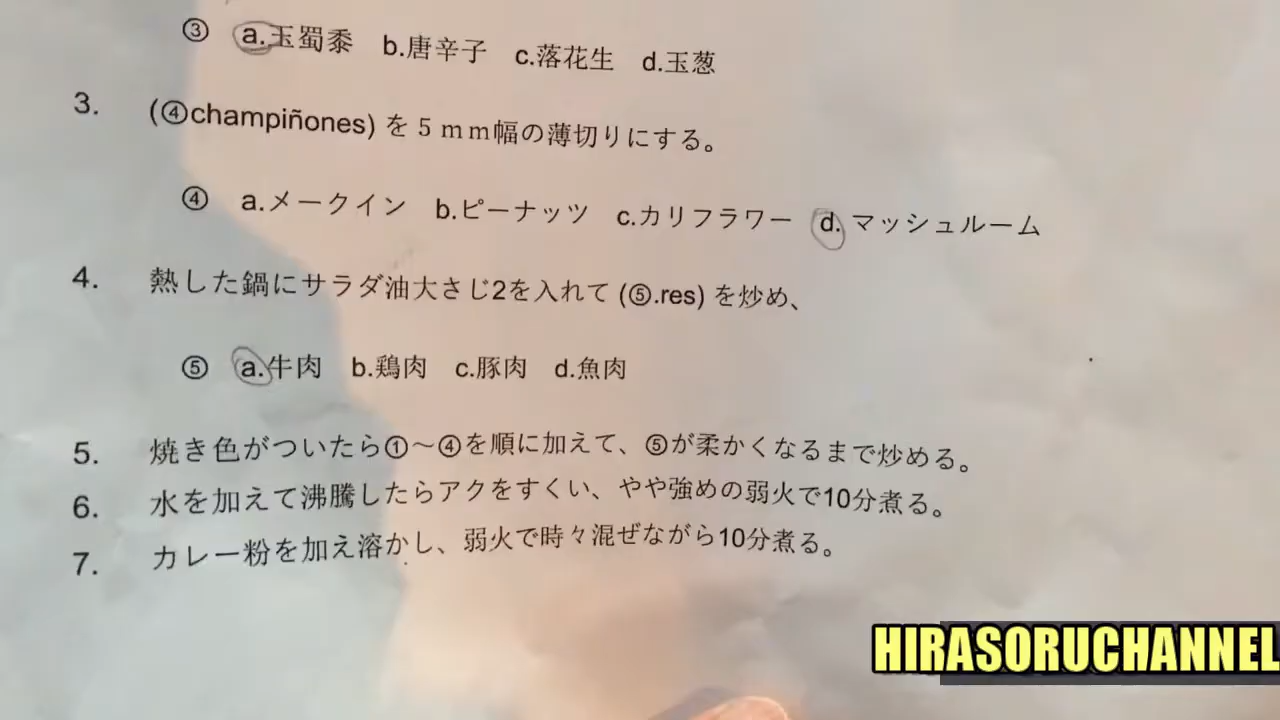 ③ a.玉蜀黍 b.唐辛子 c.落花生 d.玉葱
3. (④champiñones) を５ｍｍ幅の薄切りにする。
④ a.メークイン b.ピーナッツ c.カリフラワー d.マッシュルーム
4. 熱した鍋にサラダ油大さじ2を入れて (⑤.res) を炒め、
⑤ a.牛肉 b.鶏肉 c.豚肉 d.魚肉
5. 焼き色がついたら①～④を順に加えて、⑤が柔かくなるまで炒める。
6. 水を加えて沸騰したらアクをすくい、やや強めの弱火で10分煮る。
7. カレー粉を加え溶かし、弱火で時々混ぜながら10分煮る。
HIRASORUCHANNEL